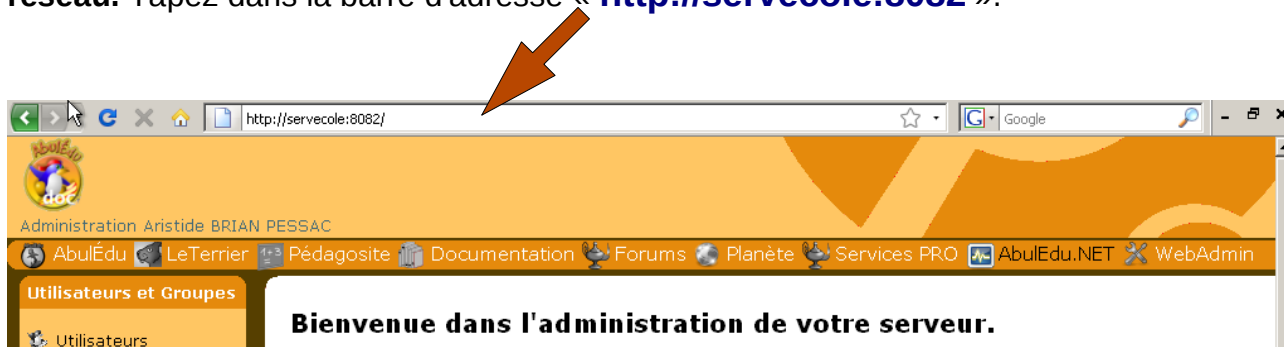 réseau. Tapez dans la barre d'adresse « http://servecole:8082 ».
http://servecole:8082/
Google
AbulÉdu
doc
Administration Aristide BRIAN PESSAC
AbulÉdu LeTerrier Pédagosite Documentation Forums Planète Services PRO AbulEdu.NET WebAdmin
Utilisateurs et Groupes
Bienvenue dans l'administration de votre serveur.
Utilisateurs